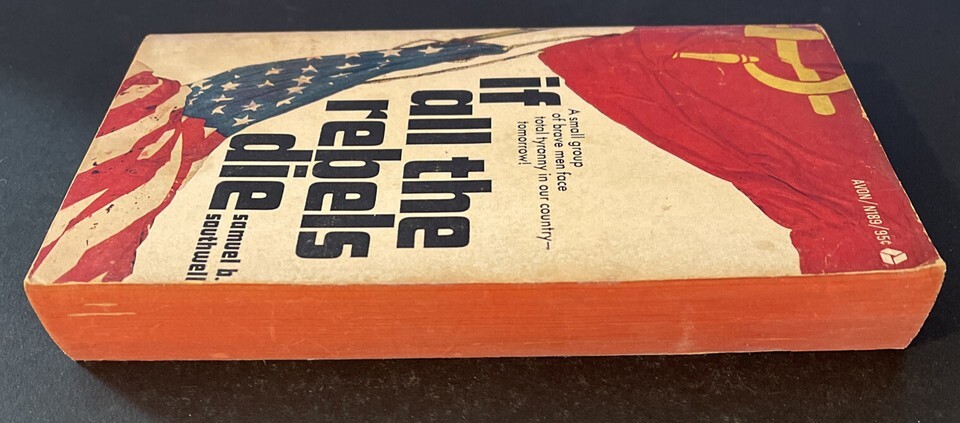 AVON/N189/95¢
A small group
of brave men face
total tyranny in our country—
tomorrow!
if
all the
rebels
die
samuel b.
southwell